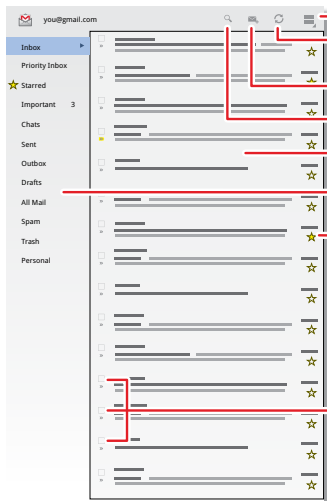 you@gmail.com
Inbox
Priority Inbox
Starred
Important 3
Chats
Sent
Outbox
Drafts
All Mail
Spam
Trash
Personal